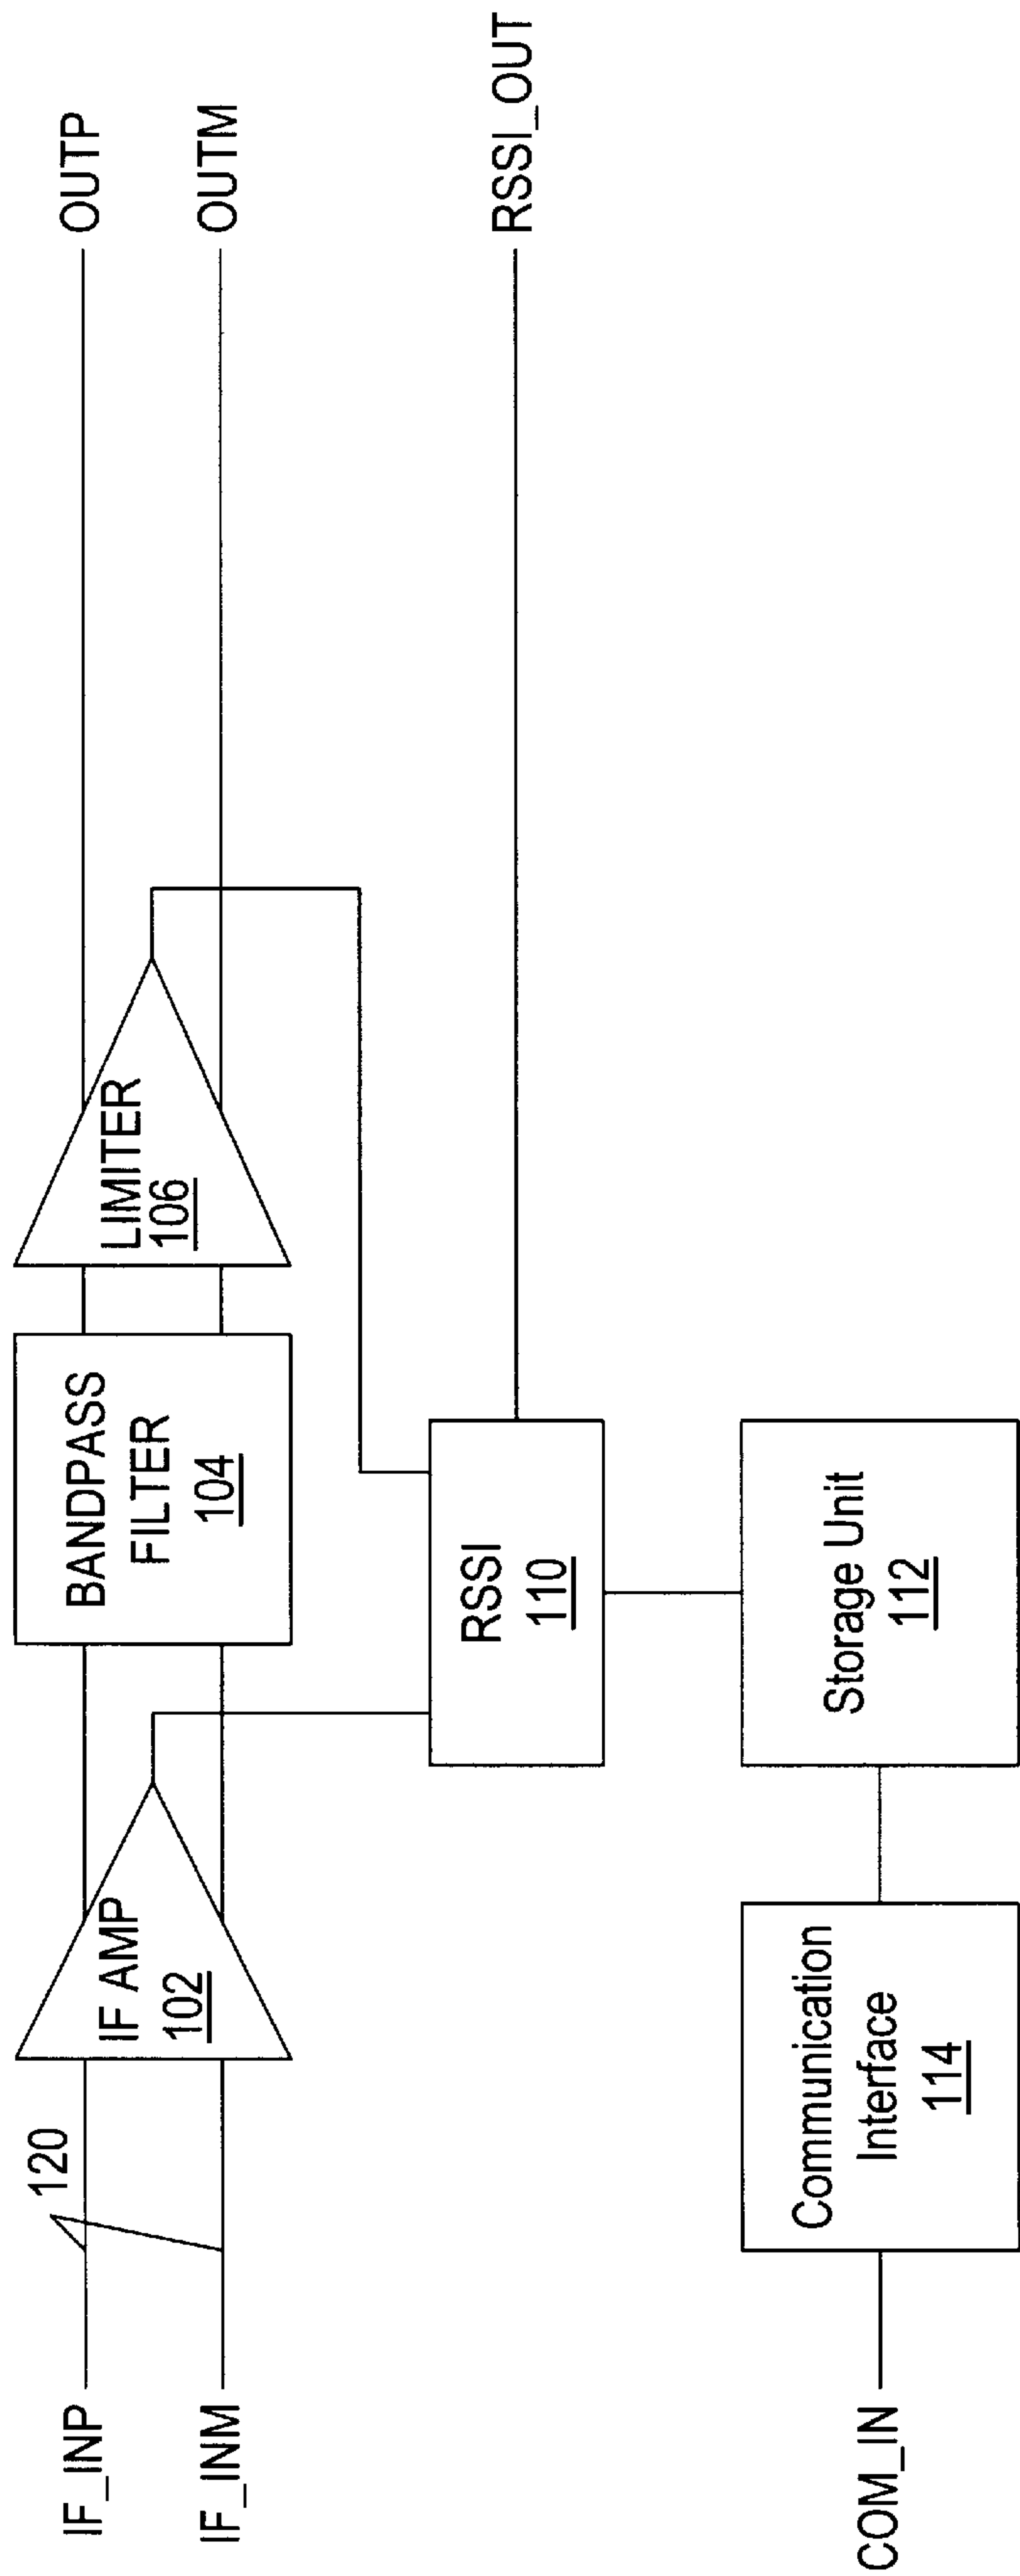 120
IF_INP
IF_INM
IF AMP
102
BANDPASS
FILTER
104
LIMITER
106
OUTP
OUTM
RSSI
110
RSSI_OUT
COM_IN
Communication
Interface
114
Storage Unit
112